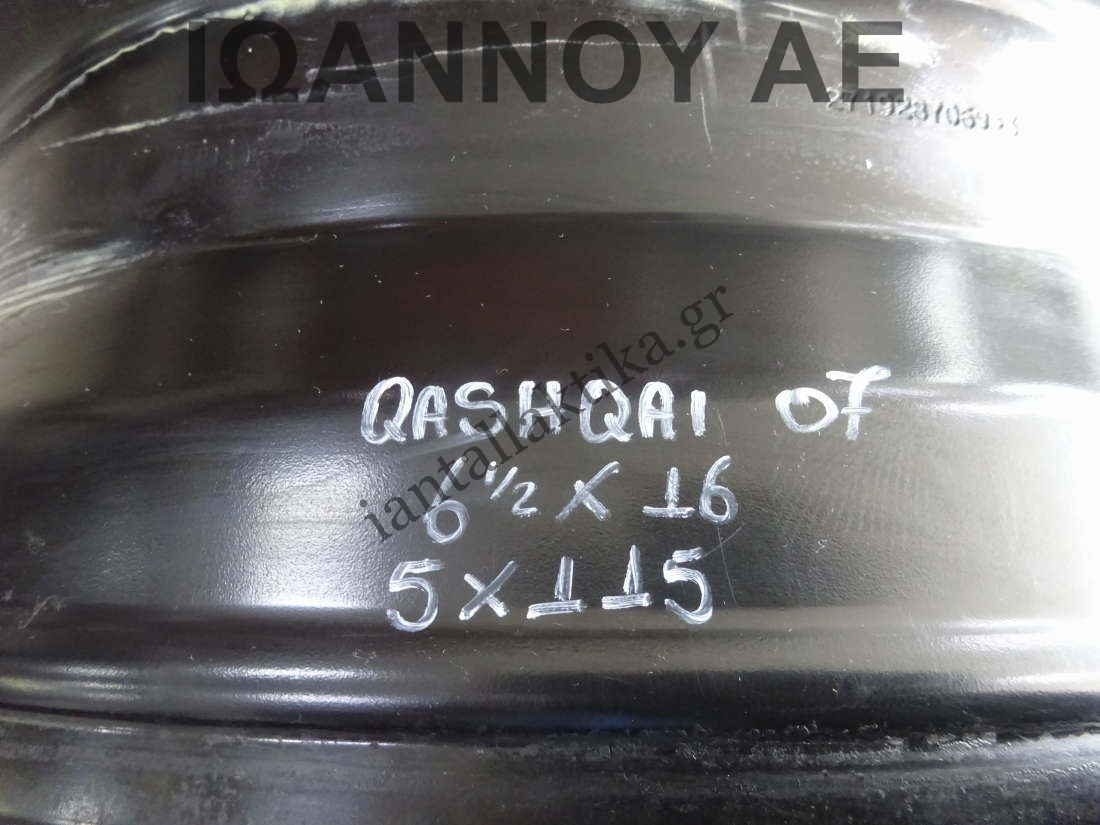 ΙΩΑΝΝΟΥ ΑΕ
iantallaktika.gr
QASHQAI 07
6 1/2 X 16
5X115